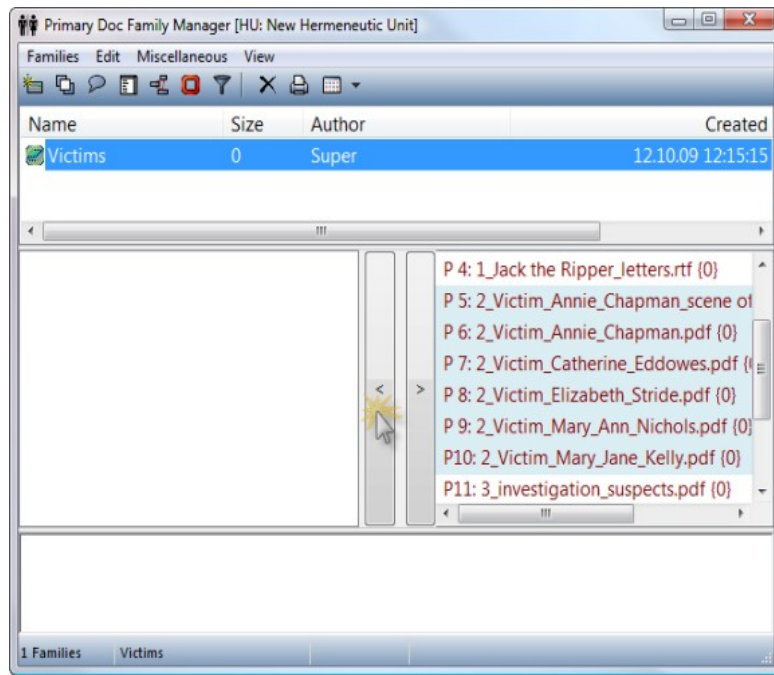 Primary Doc Family Manager [HU: New Hermeneutic Unit]
Families Edit Miscellaneous View
Name Size Author Created
Victims 0 Super 12.10.09 12:15:15
P 4: 1_Jack the Ripper_letters.rtf {0}
P 5: 2_Victim_Annie_Chapman_scene of
P 6: 2_Victim_Annie_Chapman.pdf {0}
P 7: 2_Victim_Catherine_Eddowes.pdf {
< > P 8: 2_Victim_Elizabeth_Stride.pdf {0}
P 9: 2_Victim_Mary_Ann_Nichols.pdf {0}
P10: 2_Victim_Mary_Jane_Kelly.pdf {0}
P11: 3_investigation_suspects.pdf {0}
1 Families Victims